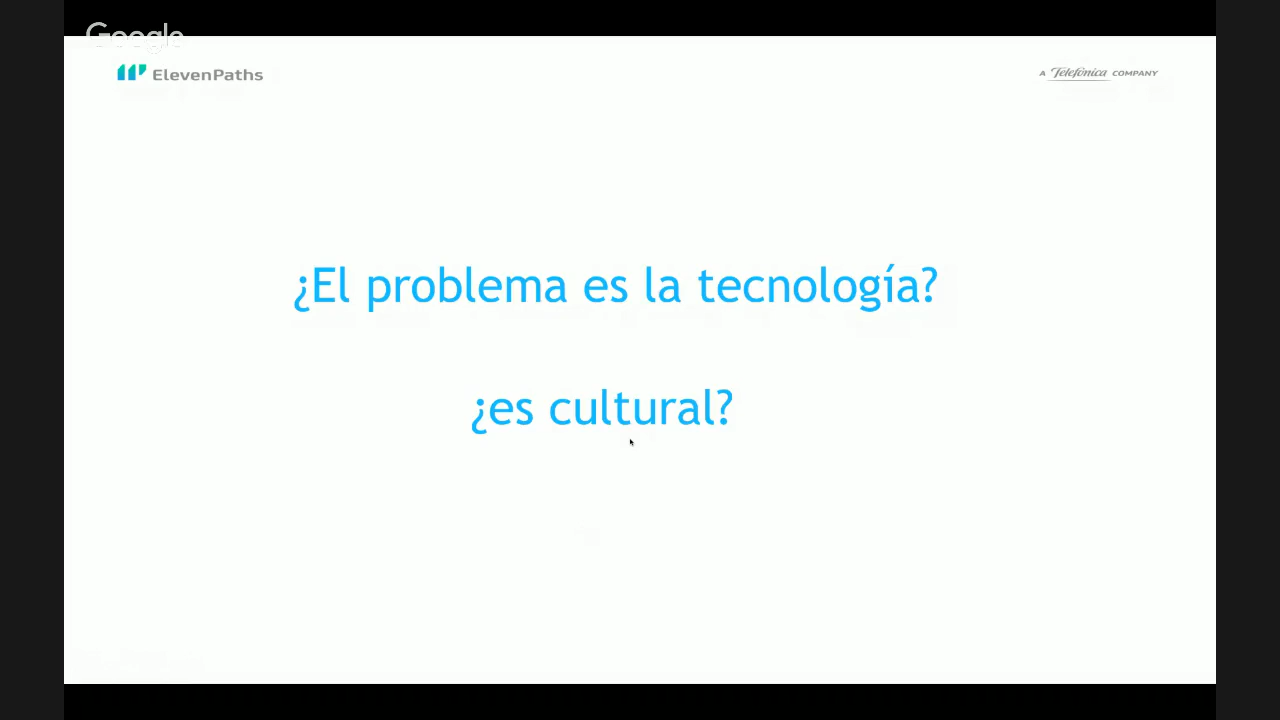 Google
ElevenPaths
A Telefónica COMPANY
¿El problema es la tecnología?
¿es cultural?